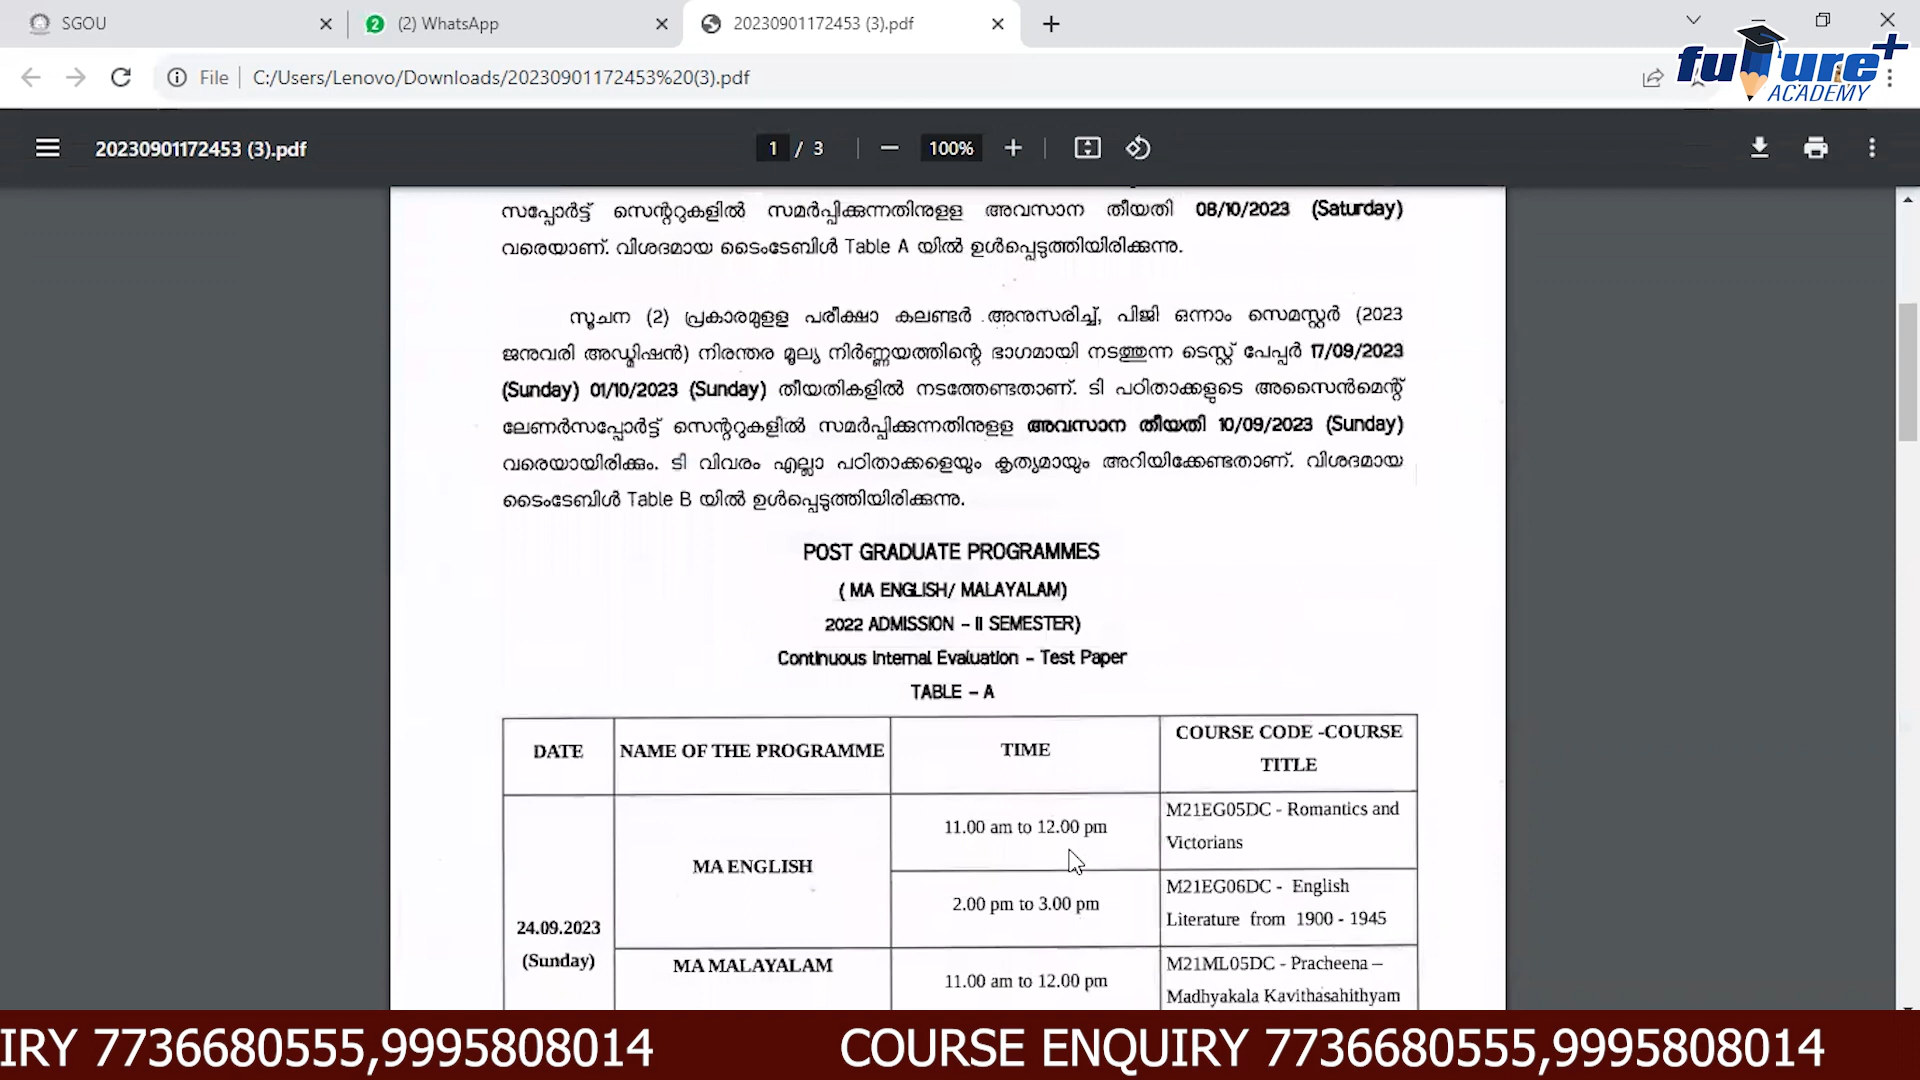 SGOU
(2) WhatsApp
20230901172453 (3).pdf
File
C:/Users/Lenovo/Downloads/20230901172453%20(3).pdf
future+
ACADEMY
20230901172453 (3).pdf
1 / 3
100%
സപ്പോർട്ട് സെന്ററുകളിൽ സമർപ്പിക്കുന്നതിനുളള അവസാന തീയതി 08/10/2023 (Saturday)
വരെയാണ്. വിശദമായ ടൈംടേബിൾ Table A യിൽ ഉൾപ്പെടുത്തിയിരിക്കുന്നു.
സൂചന (2) പ്രകാരമുളള പരീക്ഷാ കലണ്ടർ അനുസരിച്ച്, പിജി ഒന്നാം സെമസ്റ്റർ (2023
ജനുവരി അഡ്മിഷൻ) നിരന്തര മൂല്യ നിർണ്ണയത്തിന്റെ ഭാഗമായി നടത്തുന്ന ടെസ്റ്റ് പേപ്പർ 17/09/2023
(Sunday) 01/10/2023 (Sunday) തീയതികളിൽ നടത്തേണ്ടതാണ്. ടി പഠിതാക്കളുടെ അസൈൻമെന്റ്
ലേണർസപ്പോർട്ട് സെന്ററുകളിൽ സമർപ്പിക്കുന്നതിനുളള അവസാന തീയതി 10/09/2023 (Sunday)
വരെയായിരിക്കും. ടി വിവരം എല്ലാ പഠിതാക്കളെയും കൃത്യമായും അറിയിക്കേണ്ടതാണ്. വിശദമായ
ടൈംടേബിൾ Table B യിൽ ഉൾപ്പെടുത്തിയിരിക്കുന്നു.
POST GRADUATE PROGRAMMES
( MA ENGLISH/ MALAYALAM)
2022 ADMISSION – II SEMESTER)
Continuous Internal Evaluation – Test Paper
TABLE – A
DATE
NAME OF THE PROGRAMME
TIME
COURSE CODE -COURSE
TITLE
24.09.2023
(Sunday)
MA ENGLISH
11.00 am to 12.00 pm
M21EG05DC - Romantics and
Victorians
2.00 pm to 3.00 pm
M21EG06DC - English
Literature from 1900 - 1945
MA MALAYALAM
11.00 am to 12.00 pm
M21ML05DC - Pracheena –
Madhyakala Kavithasahithyam
IRY 7736680555,9995808014 COURSE ENQUIRY 7736680555,9995808014